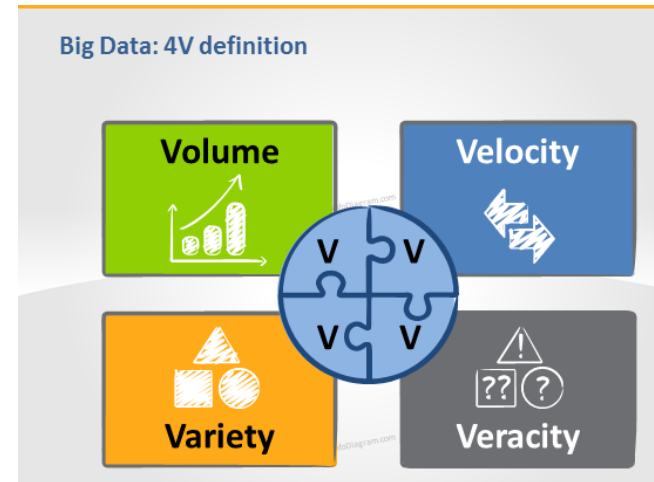 Big Data: 4V definition
Volume
Velocity
V V
V V
!
?? ?
Variety
Veracity